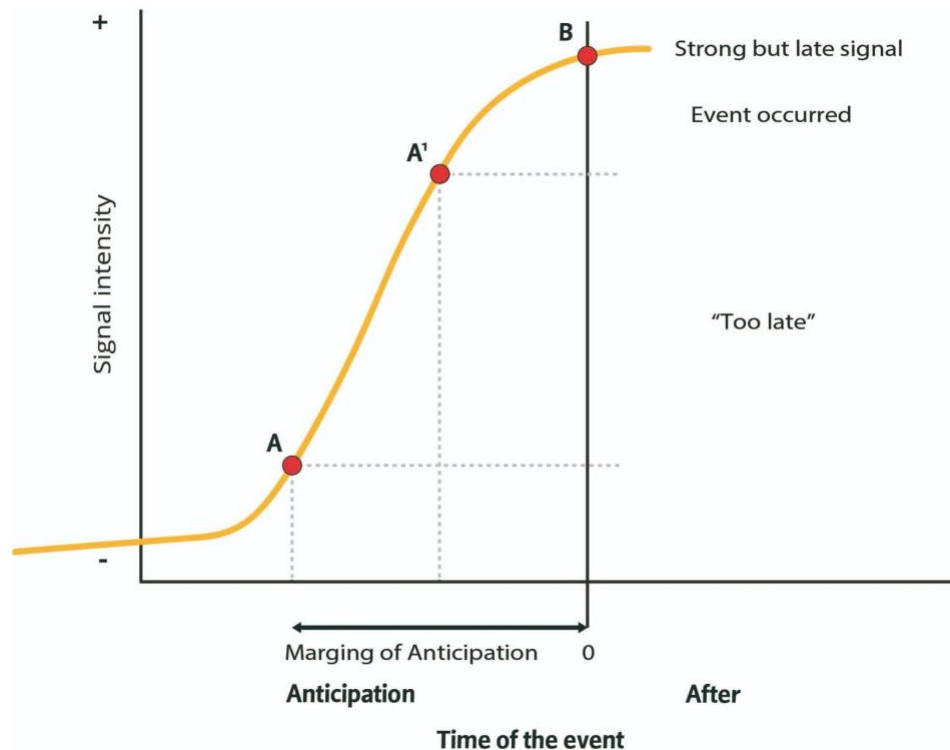 +
B
Strong but late signal
Event occurred
A¹
Signal intensity
“Too late”
A
-
Marging of Anticipation 0
Anticipation After
Time of the event